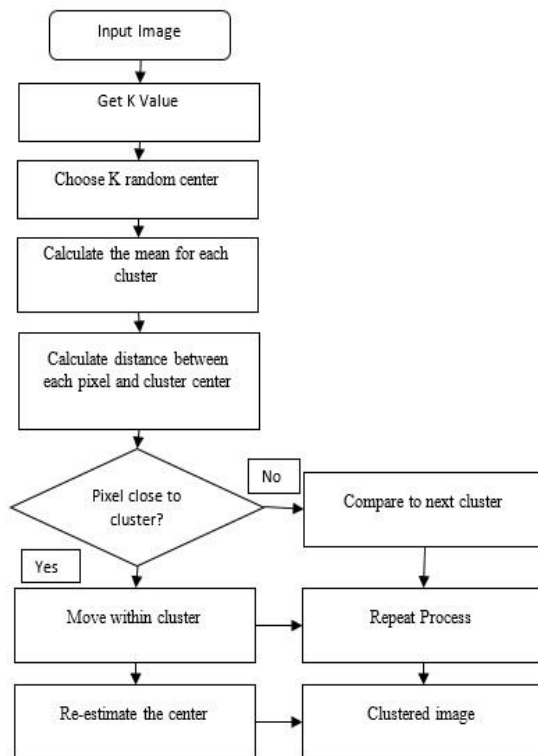 Input Image
Get K Value
Choose K random center
Calculate the mean for each
cluster
Calculate distance between
each pixel and cluster center
Pixel close to
cluster?
No
Compare to next cluster
Yes
Move within cluster
Repeat Process
Re-estimate the center
Clustered image